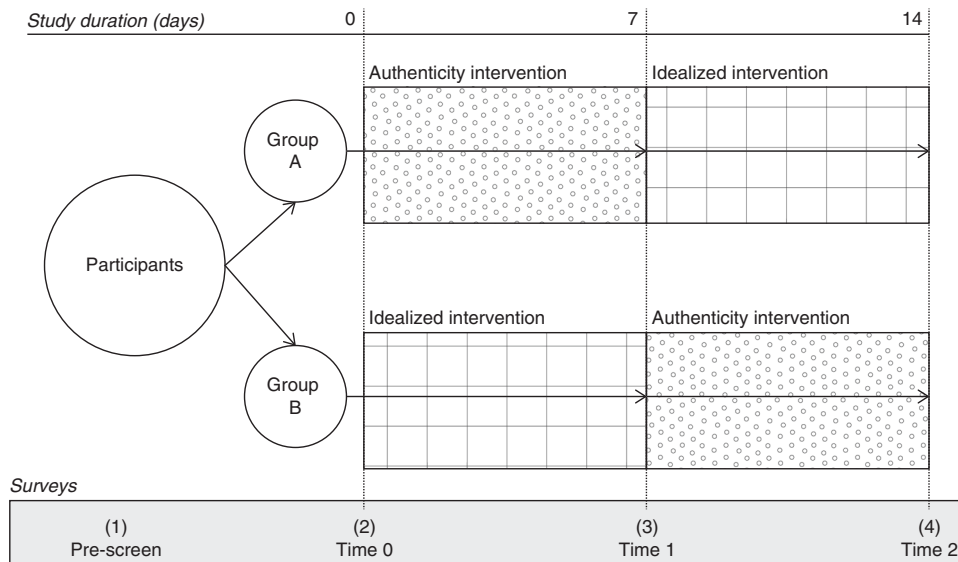 Study duration (days) 0 7 14
Authenticity intervention Idealized intervention
Group
A
Participants
Idealized intervention Authenticity intervention
Group
B
Surveys
(1) (2) (3) (4)
Pre-screen Time 0 Time 1 Time 2